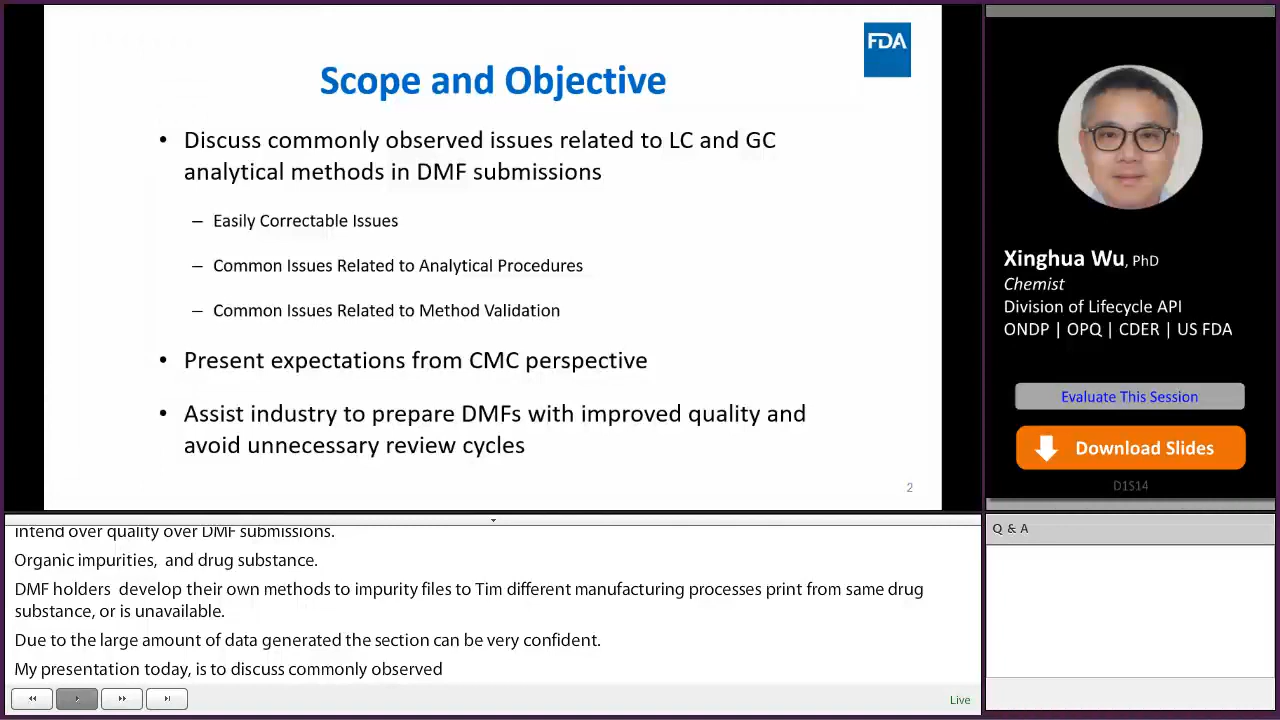 FDA
Scope and Objective
• Discuss commonly observed issues related to LC and GC
analytical methods in DMF submissions
– Easily Correctable Issues
– Common Issues Related to Analytical Procedures
– Common Issues Related to Method Validation
• Present expectations from CMC perspective
• Assist industry to prepare DMFs with improved quality and
avoid unnecessary review cycles
2
Xinghua Wu, PhD
Chemist
Division of Lifecycle API
ONDP | OPQ | CDER | US FDA
Evaluate This Session
Download Slides
D1S14
intend over quality over DMF submissions.
Organic impurities,  and drug substance.
DMF holders  develop their own methods to impurity files to Tim different manufacturing processes print from same drug
substance, or is unavailable.
Due to the large amount of data generated the section can be very confident.
My presentation today, is to discuss commonly observed
Live
Q & A